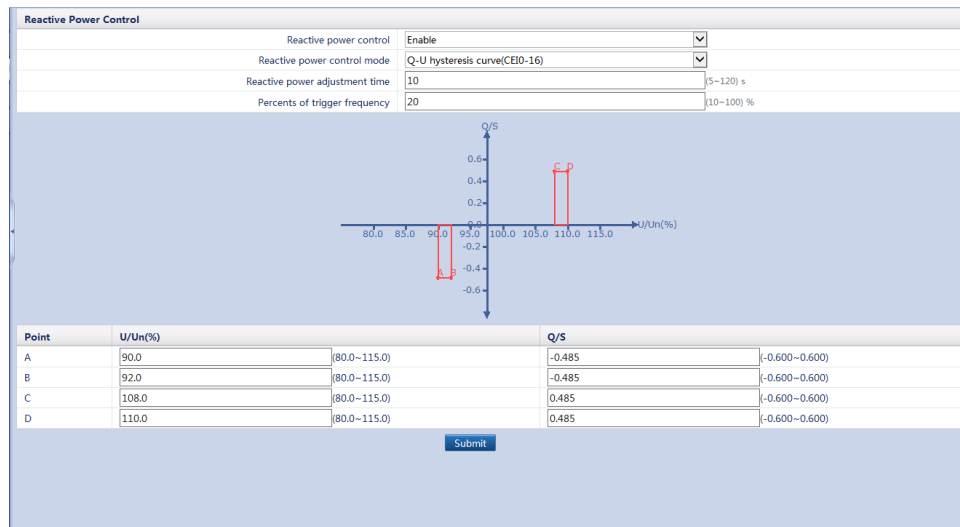 Reactive Power Control
Reactive power control Enable
Reactive power control mode Q-U hysteresis curve(CEI0-16)
Reactive power adjustment time 10 (5~120) s
Percents of trigger frequency 20 (10~100) %
Q/S
0.6
C D
0.4
0.2
0.0 U/Un(%)
80.0 85.0 90.0 95.0 100.0 105.0 110.0 115.0
-0.2
-0.4
A B
-0.6
Point U/Un(%) Q/S
A 90.0 (80.0~115.0) -0.485 (-0.600~0.600)
B 92.0 (80.0~115.0) -0.485 (-0.600~0.600)
C 108.0 (80.0~115.0) 0.485 (-0.600~0.600)
D 110.0 (80.0~115.0) 0.485 (-0.600~0.600)
Submit